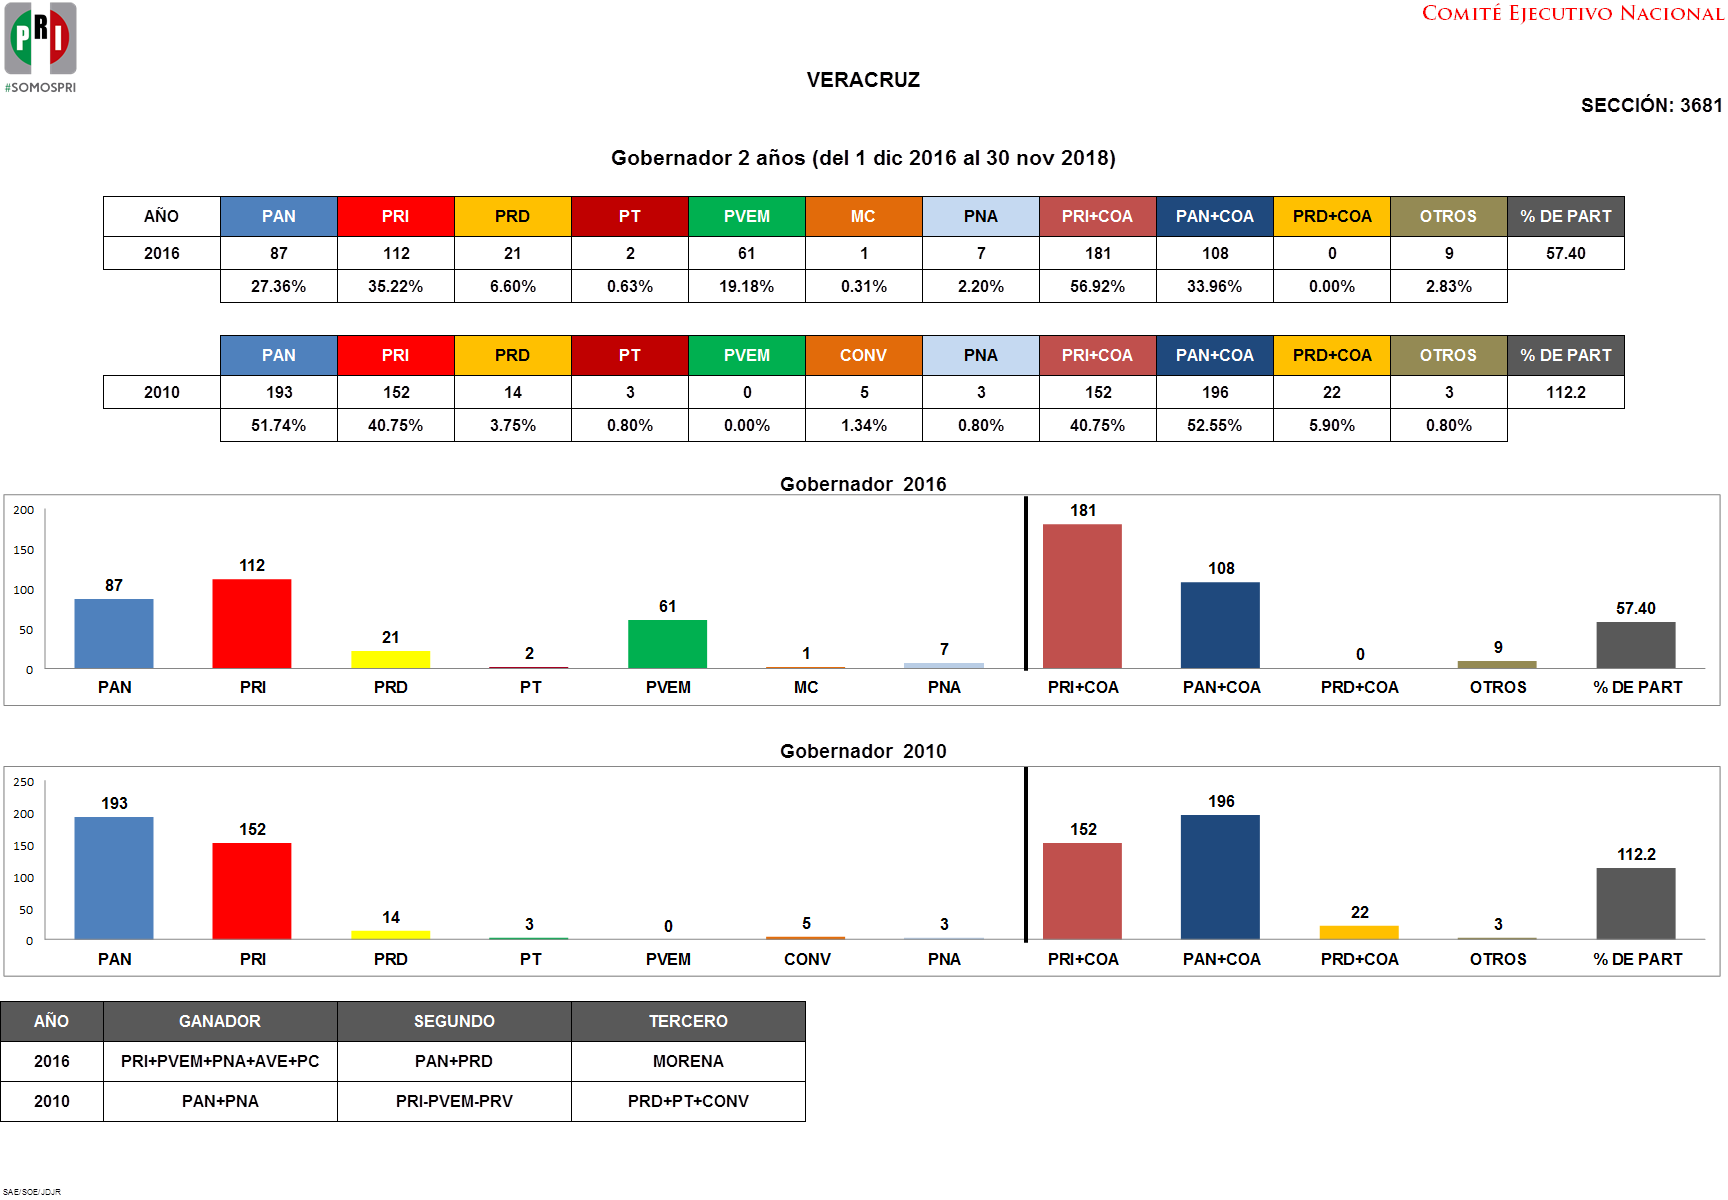 PRI
#SOMOSPRI
COMITÉ EJECUTIVO NACIONAL
VERACRUZ
SECCIÓN: 3681
Gobernador 2 años (del 1 dic 2016 al 30 nov 2018)
AÑO PAN PRI PRD PT PVEM MC PNA PRI+COA PAN+COA PRD+COA OTROS % DE PART
2016 87 112 21 2 61 1 7 181 108 0 9 57.40
27.36% 35.22% 6.60% 0.63% 19.18% 0.31% 2.20% 56.92% 33.96% 0.00% 2.83%
PAN PRI PRD PT PVEM CONV PNA PRI+COA PAN+COA PRD+COA OTROS % DE PART
2010 193 152 14 3 0 5 3 152 196 22 3 112.2
51.74% 40.75% 3.75% 0.80% 0.00% 1.34% 0.80% 40.75% 52.55% 5.90% 0.80%
Gobernador 2016
200
150
100
50
0
87 112 21 2 61 1 7 181 108 0 9 57.40
PAN PRI PRD PT PVEM MC PNA PRI+COA PAN+COA PRD+COA OTROS % DE PART
Gobernador 2010
250
200
150
100
50
0
193 152 14 3 0 5 3 152 196 22 3 112.2
PAN PRI PRD PT PVEM CONV PNA PRI+COA PAN+COA PRD+COA OTROS % DE PART
AÑO GANADOR SEGUNDO TERCERO
2016 PRI+PVEM+PNA+AVE+PC PAN+PRD MORENA
2010 PAN+PNA PRI-PVEM-PRV PRD+PT+CONV
SAE/SOE/JDJR